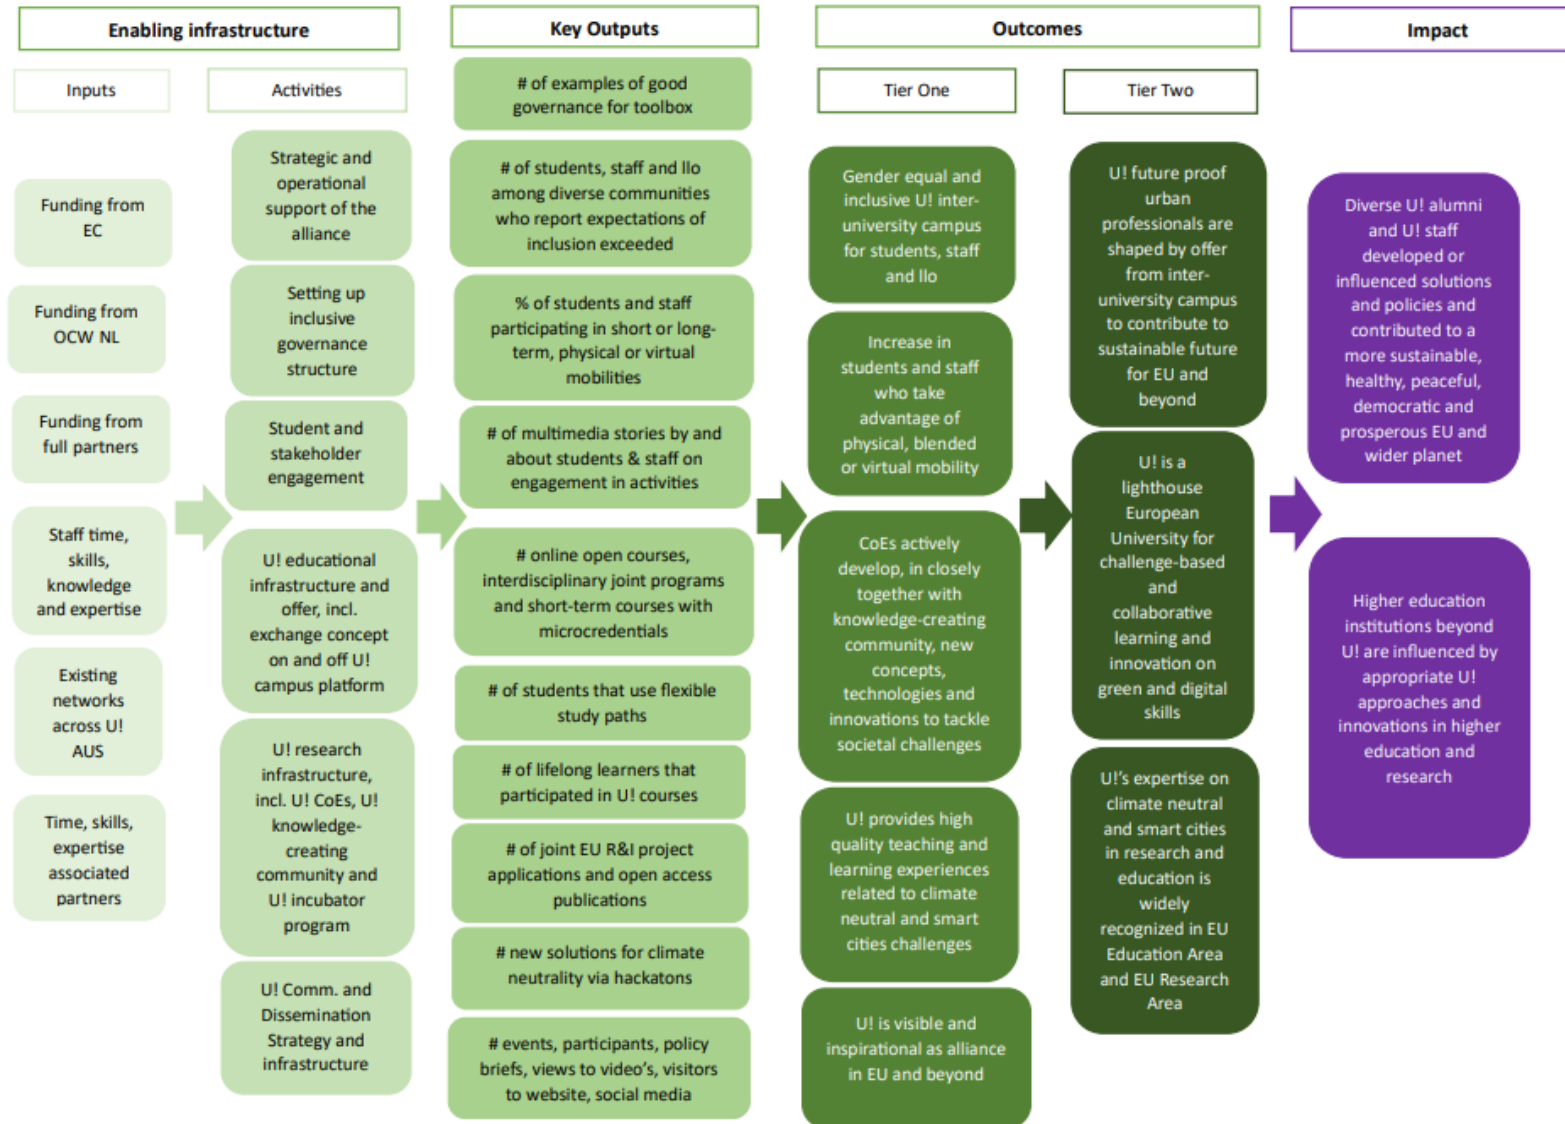 Enabling infrastructure
Key Outputs
Outcomes
Impact
Inputs
Activities
Tier One
Tier Two
Funding from
EC
Funding from
OCW NL
Funding from
full partners
Staff time,
skills,
knowledge
and expertise
Existing
networks
across U!
AUS
Time, skills,
expertise
associated
partners
Strategic and
operational
support of the
alliance
Setting up
inclusive
governance
structure
Student and
stakeholder
engagement
U! educational
infrastructure and
offer, incl.
exchange concept
on and off U!
campus platform
U! research
infrastructure,
incl. U! CoEs, U!
knowledge-
creating
community and
U! incubator
program
U! Comm. and
Dissemination
Strategy and
infrastructure
# of examples of good
governance for toolbox
# of students, staff and llo
among diverse communities
who report expectations of
inclusion exceeded
% of students and staff
participating in short or long-
term, physical or virtual
mobilities
# of multimedia stories by and
about students & staff on
engagement in activities
# online open courses,
interdisciplinary joint programs
and short-term courses with
microcredentials
# of students that use flexible
study paths
# of lifelong learners that
participated in U! courses
# of joint EU R&I project
applications and open access
publications
# new solutions for climate
neutrality via hackatons
# events, participants, policy
briefs, views to video's, visitors
to website, social media
Gender equal and
inclusive U! inter-
university campus
for students, staff
and llo
Increase in
students and staff
who take
advantage of
physical, blended
or virtual mobility
CoEs actively
develop, in closely
together with
knowledge-creating
community, new
concepts,
technologies and
innovations to tackle
societal challenges
U! provides high
quality teaching and
learning experiences
related to climate
neutral and smart
cities challenges
U! is visible and
inspirational as alliance
in EU and beyond
U! future proof
urban
professionals are
shaped by offer
from inter-
university campus
to contribute to
sustainable future
for EU and
beyond
U! is a
lighthouse
European
University for
challenge-based
and
collaborative
learning and
innovation on
green and digital
skills
U!'s expertise on
climate neutral
and smart cities
in research and
education is
widely
recognized in EU
Education Area
and EU Research
Area
Diverse U! alumni
and U! staff
developed or
influenced solutions
and policies and
contributed to a
more sustainable,
healthy, peaceful,
democratic and
prosperous EU and
wider planet
Higher education
institutions beyond
U! are influenced by
appropriate U!
approaches and
innovations in higher
education and
research